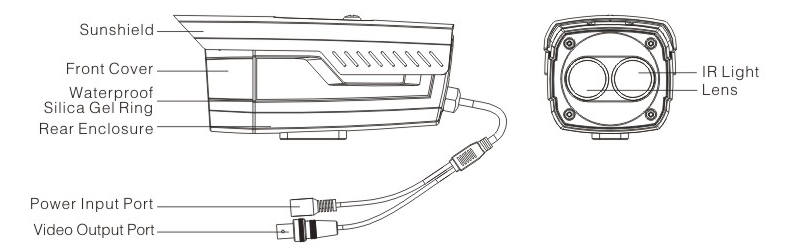 Sunshield
Front Cover
Waterproof
Silica Gel Ring
Rear Enclosure
Power Input Port
Video Output Port
IR Light
Lens